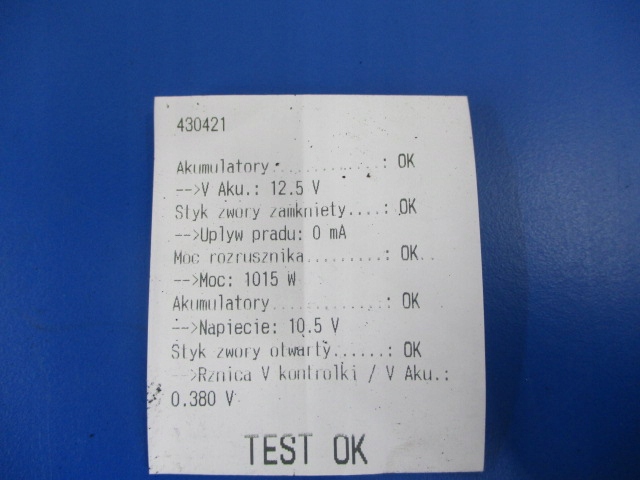 430421
Akumulatory............: OK
-->V Aku.: 12.5 V
Styk zwory zamkniety....: OK
-->Uplyw pradu: 0 mA
Moc rozrusznika.........: OK
-->Moc: 1015 W
Akumulatory.............: OK
-->Napiecie: 10.5 V
Styk zwory otwarty......: OK
-->Rznica V kontrolki / V Aku.:
0.380 V
TEST OK